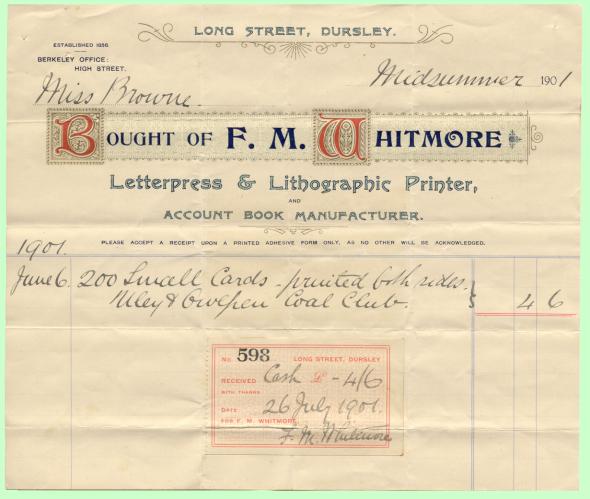 LONG STREET, DURSLEY.
ESTABLISHED 1856
BERKELEY OFFICE:
HIGH STREET.
Midsummer 1901
Miss Browne.
BOUGHT OF F. M. WHITMORE
Letterpress & Lithographic Printer,
AND
ACCOUNT BOOK MANUFACTURER.
PLEASE ACCEPT A RECEIPT UPON A PRINTED ADHESIVE FORM ONLY, AS NO OTHER WILL BE ACKNOWLEDGED.
1901.
June 6. 200 Small Cards - printed both sides.
Uley & Owlpen Coal Club. } 4 6
No. 598 LONG STREET, DURSLEY
RECEIVED Cash £ - 4/6
WITH THANKS
DATE 26 July 1901.
FOR F. M. WHITMORE
F. M. Whitmore